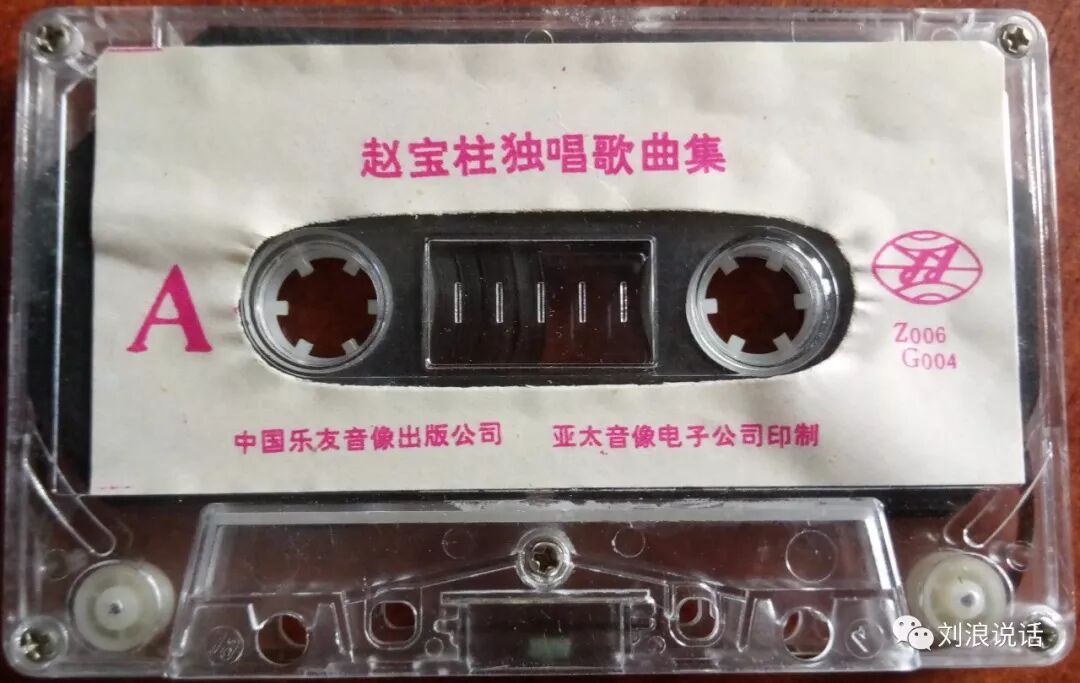 赵宝柱独唱歌曲集
A
Z006
G004
中国乐友音像出版公司 亚太音像电子公司印制
刘浪说话